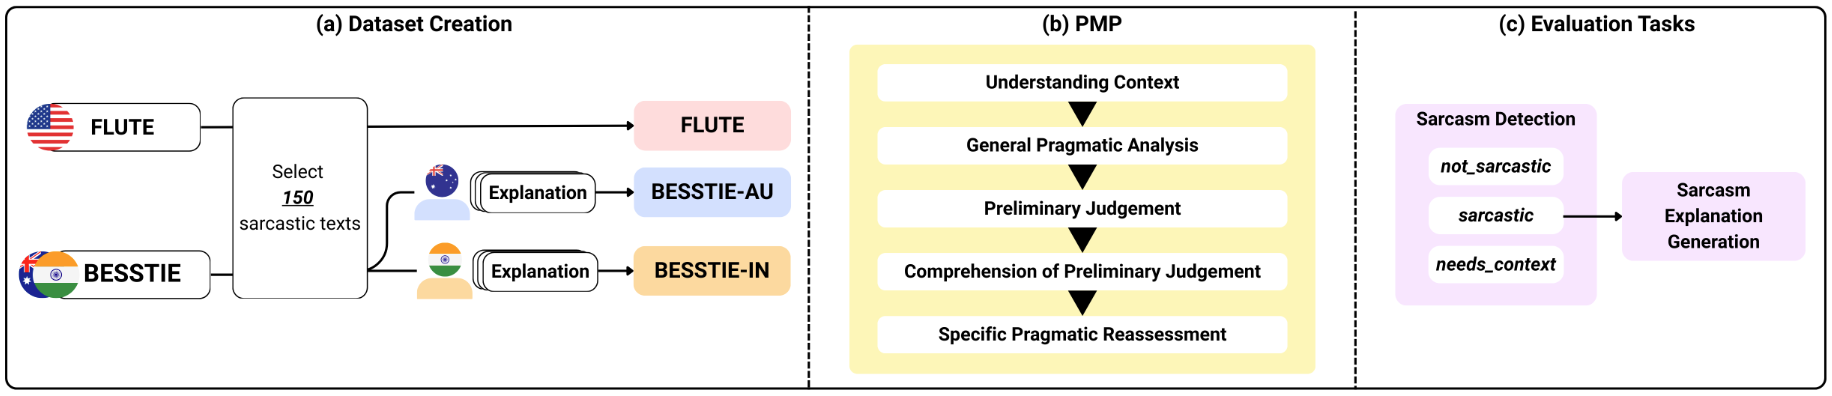 (a) Dataset Creation
FLUTE
BESSTIE
Select
150
sarcastic texts
Explanation
Explanation
FLUTE
BESSTIE-AU
BESSTIE-IN
(b) PMP
Understanding Context
General Pragmatic Analysis
Preliminary Judgement
Comprehension of Preliminary Judgement
Specific Pragmatic Reassessment
(c) Evaluation Tasks
Sarcasm Detection
not_sarcastic
sarcastic
needs_context
Sarcasm
Explanation
Generation